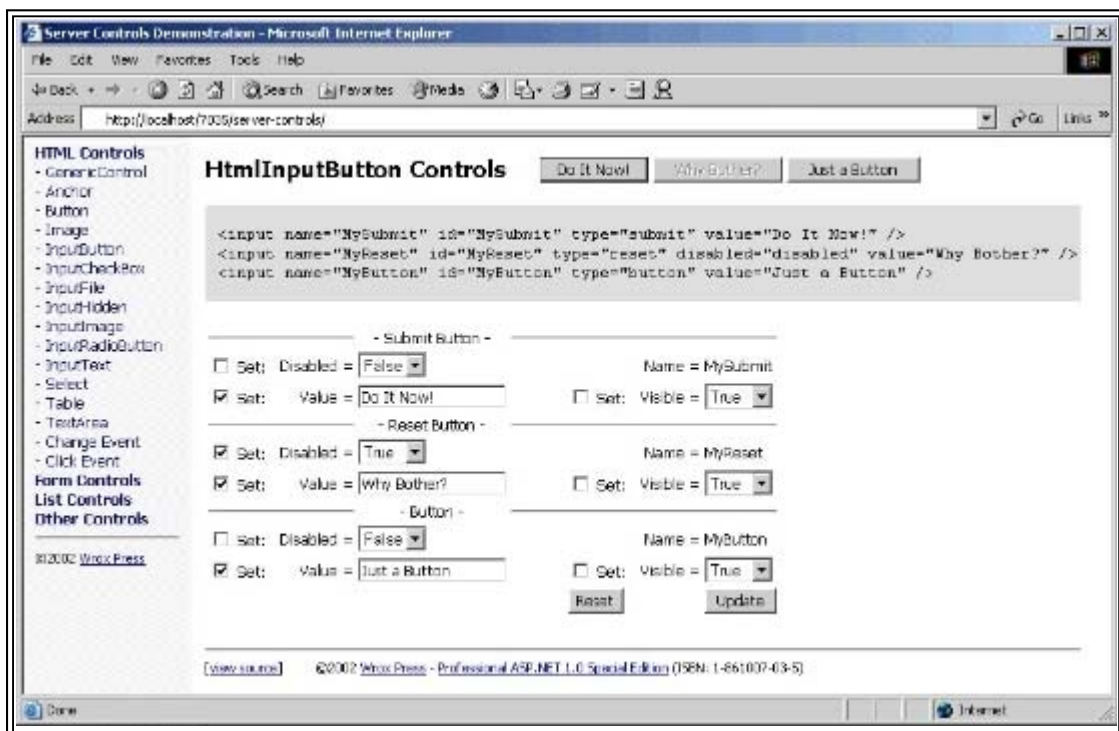 Server Controls Demonstration - Microsoft Internet Explorer
File Edit View Favorites Tools Help
Back Search Favorites Media
Address http://localhost/7035/server-controls/ Go Links »
HTML Controls
- GenericControl
- Anchor
- Button
- Image
- InputButton
- InputCheckBox
- InputFile
- InputHidden
- InputImage
- InputRadioButton
- InputText
- Select
- Table
- TextArea
- Change Event
- Click Event
Form Controls
List Controls
Other Controls
©2002 Wrox Press
HtmlInputButton Controls Do It Now! Why Bother? Just a Button
<input name="MySubmit" id="MySubmit" type="submit" value="Do It Now!" />
<input name="MyReset" id="MyReset" type="reset" disabled="disabled" value="Why Bother?" />
<input name="MyButton" id="MyButton" type="button" value="Just a Button" />
- Submit Button -
Set: Disabled = False Name = MySubmit
Set: Value = Do It Now! Set: Visible = True
- Reset Button -
Set: Disabled = True Name = MyReset
Set: Value = Why Bother? Set: Visible = True
- Button -
Set: Disabled = False Name = MyButton
Set: Value = Just a Button Set: Visible = True
Reset Update
[view source] ©2002 Wrox Press - Professional ASP.NET 1.0 Special Edition (ISBN: 1-861007-03-5)
Done Internet